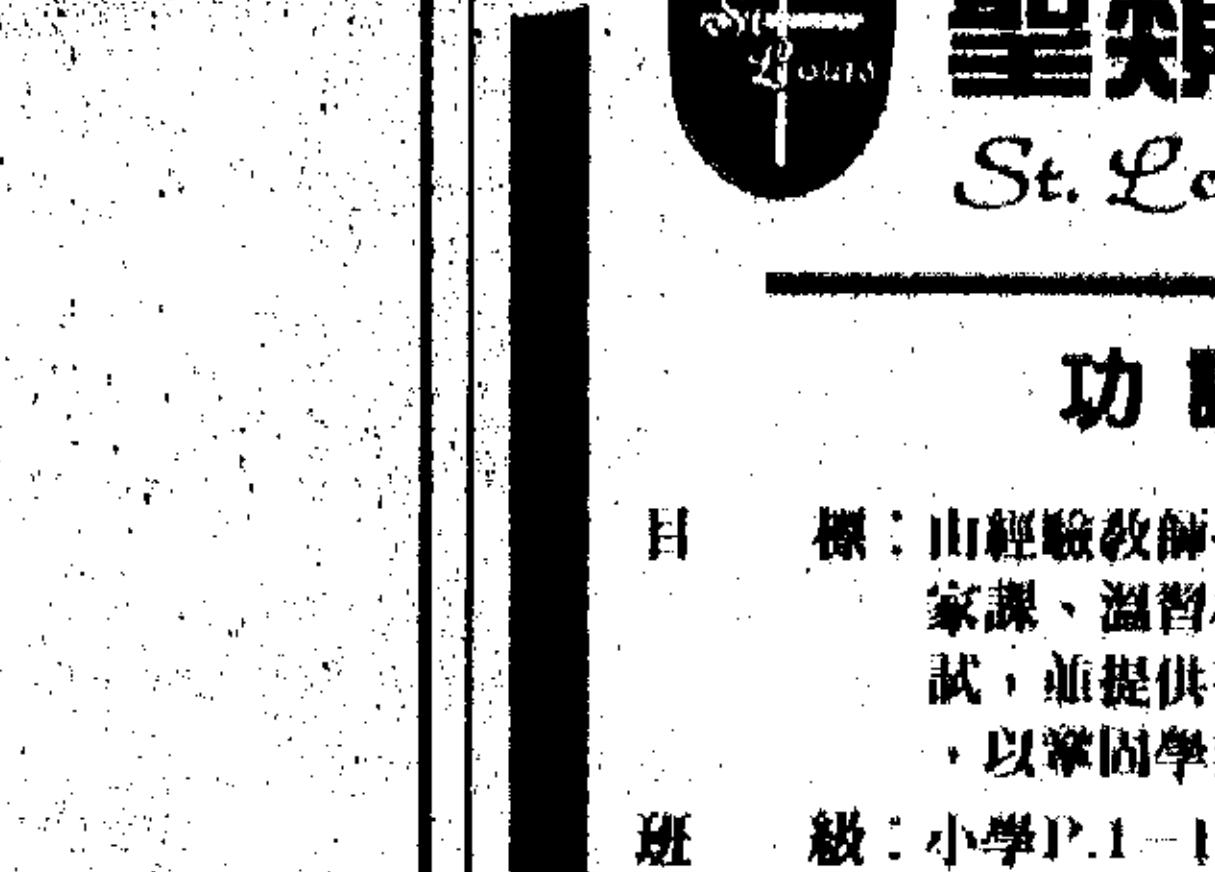 St
Louis
聖類
St. Lo
功
目 標：由經驗教師
家課、溫習
試，並提供
，以鞏固學
班 級：小學P.1－